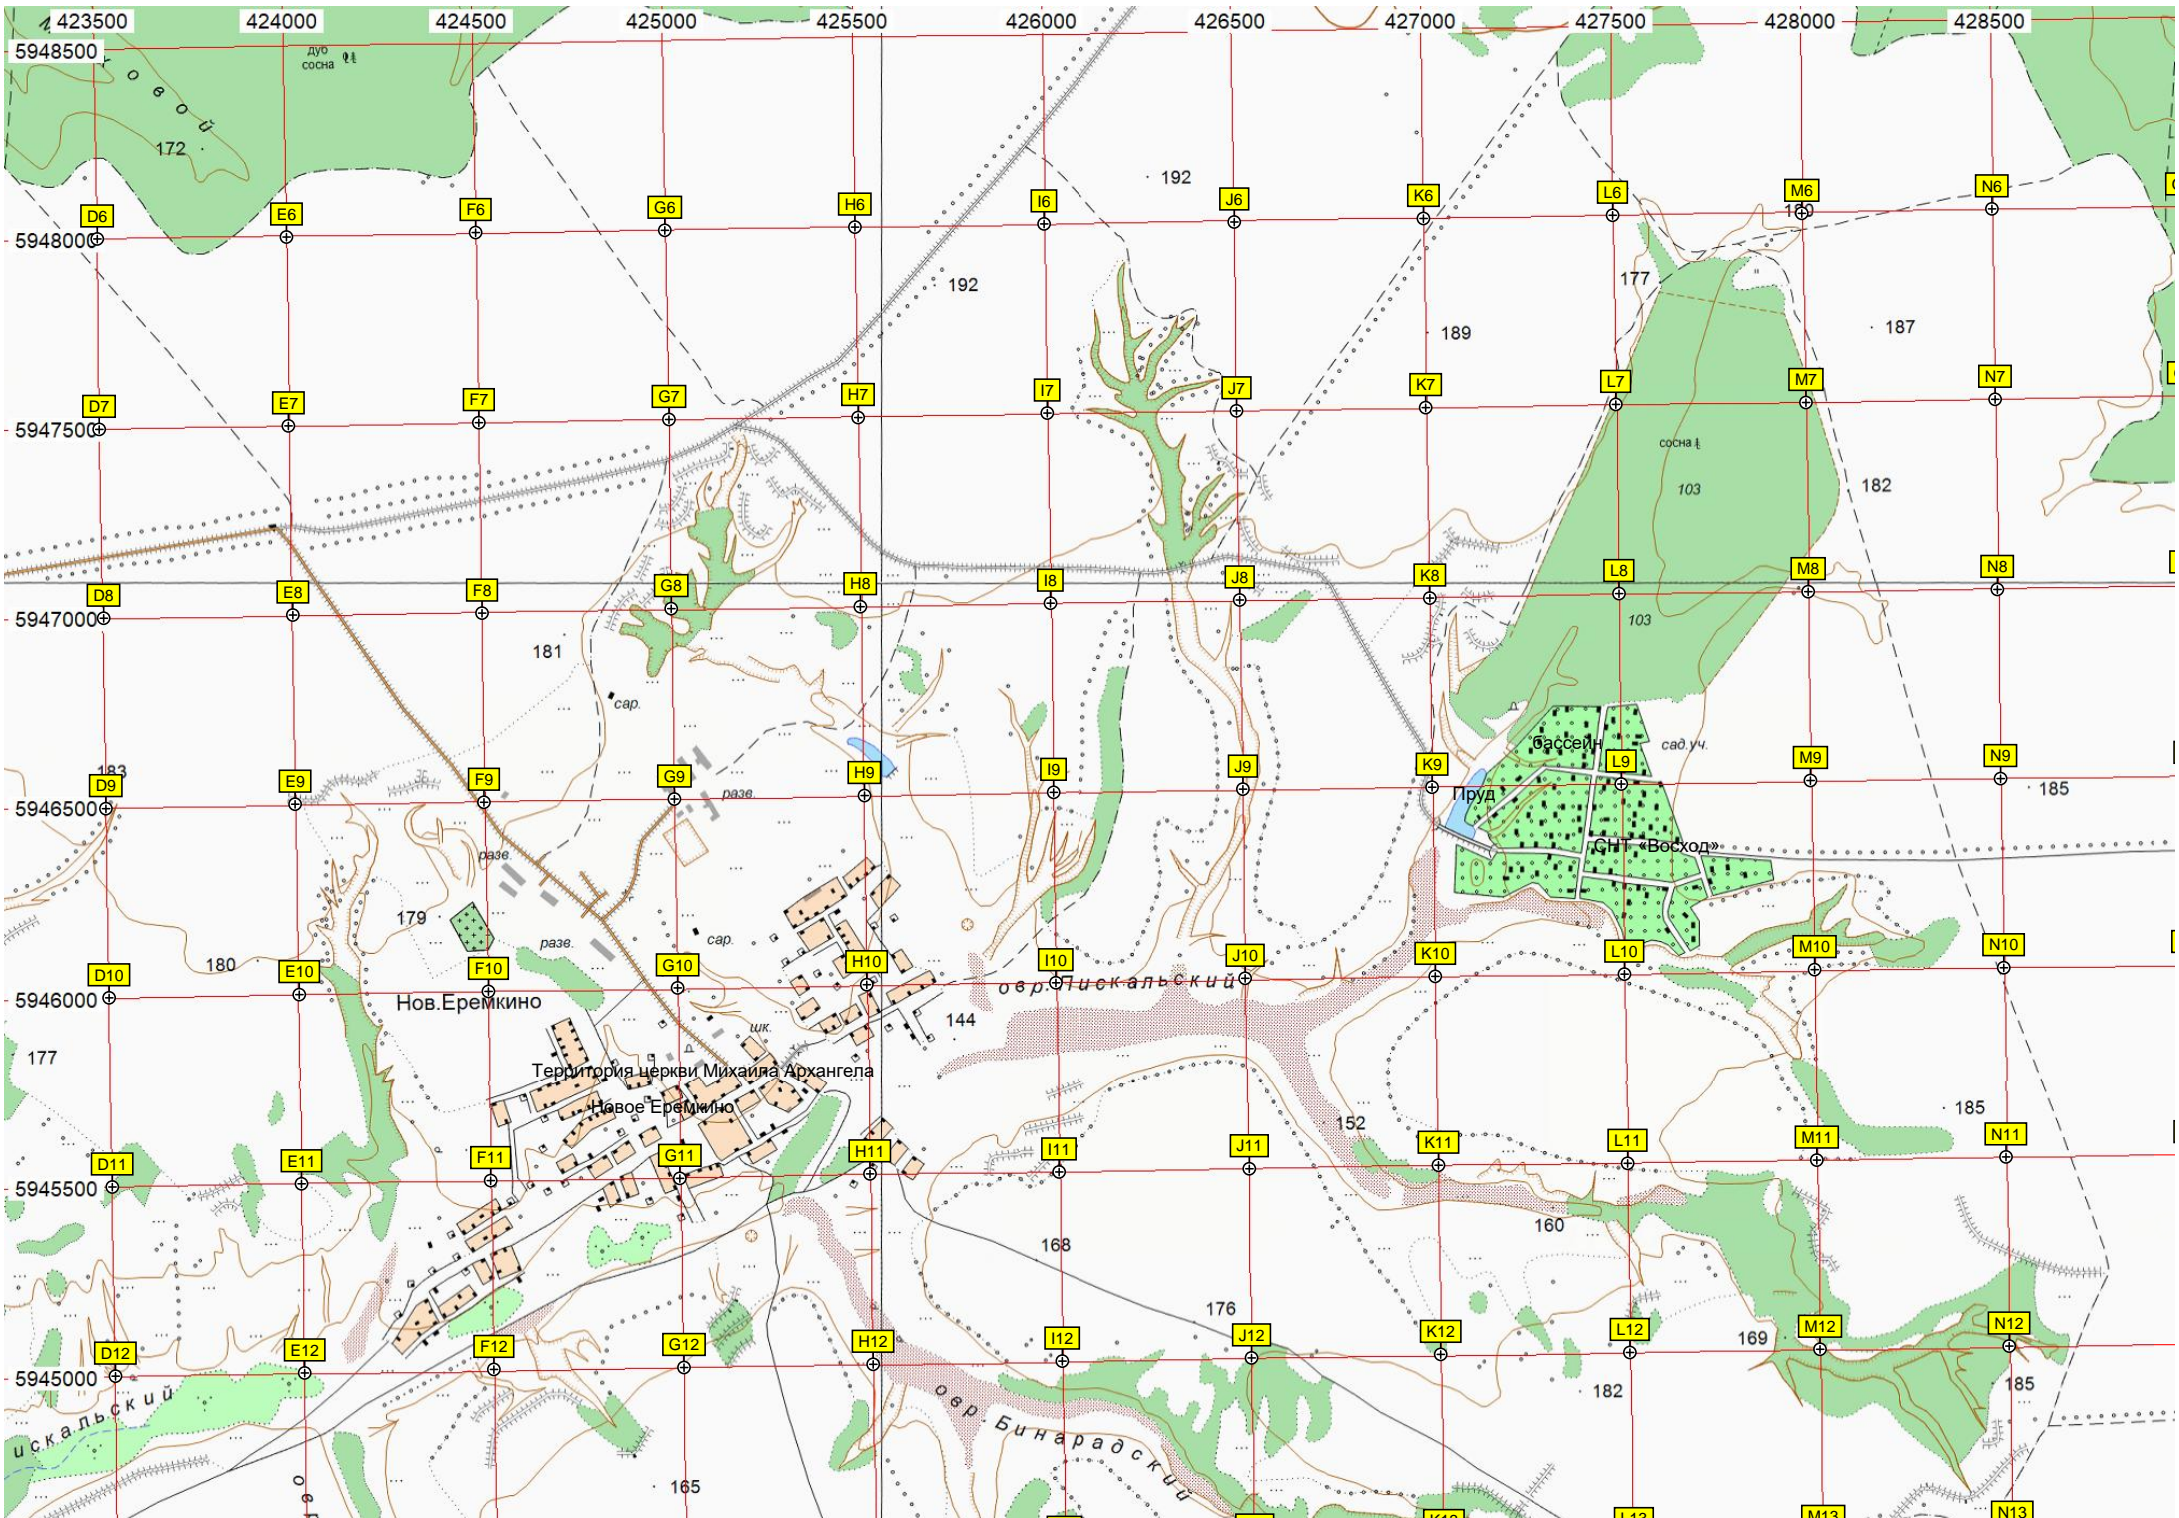 423500 424000 424500 425000 425500 426000 426500 427000 427500 428000 428500
5948500
дуб
сосна
овой
172
192
D6 E6 F6 G6 H6 I6 J6 K6 L6 M6 N6
5948000
192
177
187
189
D7 E7 F7 G7 H7 I7 J7 K7 L7 M7 N7
5947500
сосна
103
182
D8 E8 F8 G8 H8 I8 J8 K8 L8 M8 N8
5947000
103
181
сар.
бассейн
сад.уч.
183
D9 E9 F9 G9 H9 I9 J9 K9 L9 M9 N9
5946500
разв.
Пруд
185
СНТ «Восход»
разв.
179
разв.
сар.
180
D10 E10 F10 G10 H10 I10 J10 K10 L10 M10 N10
5946000
Нов.Еремкино
овр. Пискальский
144
шк.
177
Территория церкви Михаила Архангела
Новое Еремкино
185
152
D11 E11 F11 G11 H11 I11 J11 K11 L11 M11 N11
5945500
160
168
176
169
D12 E12 F12 G12 H12 I12 J12 K12 L12 M12 N12
5945000
182
185
искальский
овр. Бинарадский
165
K13 L13 M13 N13